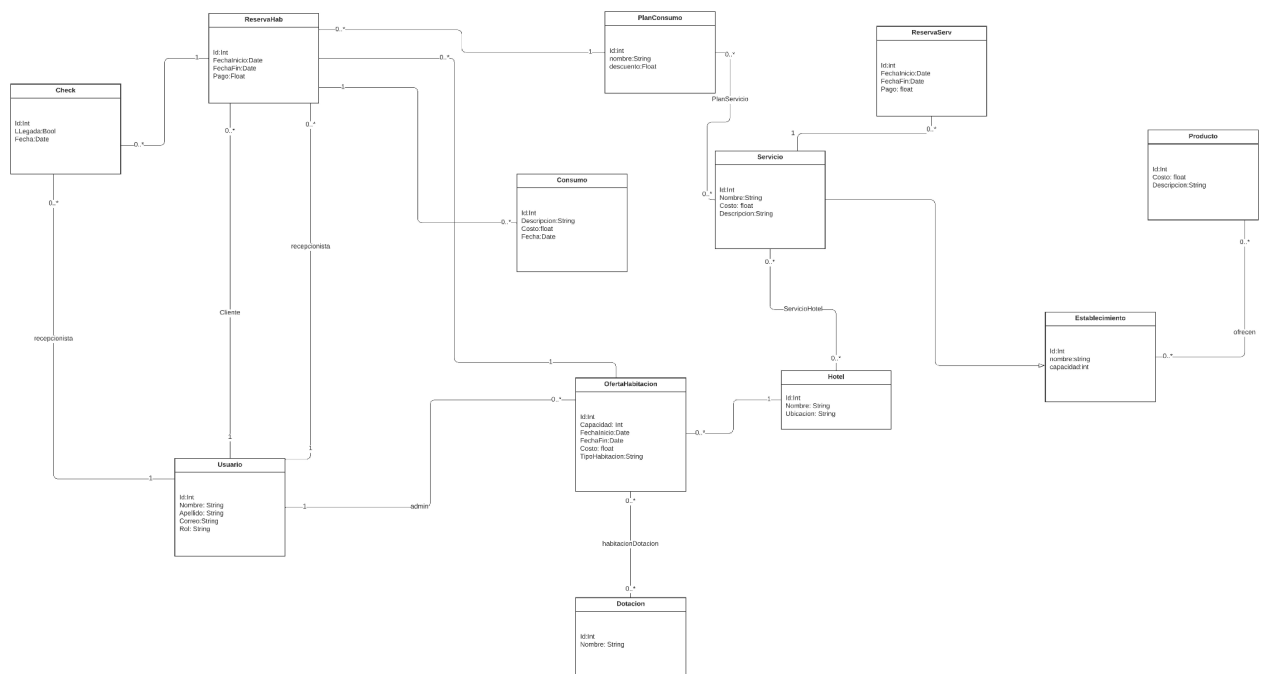 ReservaHab
Id:Int
FechaInicio:Date
FechaFin:Date
Pago:Float
PlanConsumo
Id:Int
nombre:String
descuento:Float
ReservaServ
Id:int
FechaInicio:Date
FechaFin:Date
Pago: float
Check
Id:Int
LLegada:Bool
Fecha:Date
Producto
Id:Int
Costo: float
Descripcion:String
Servicio
Id:Int
Nombre:String
Costo: float
Descripcion:String
Consumo
Id:Int
Descripcion:String
Costo:float
Fecha:Date
Establecimiento
Id:Int
nombre:string
capacidad:int
Hotel
Id:Int
Nombre: String
Ubicacion: String
OfertaHabitacion
Id:Int
Capacidad: Int
FechaInicio:Date
FechaFin:Date
Costo: float
TipoHabitacion:String
Usuario
Id:Int
Nombre: String
Apellido: String
Correo:String
Rol: String
Dotacion
Id:Int
Nombre: String
0..*
1
0..*
1
1
0..*
0..*
0..*
0..*
PlanServicio
0..*
1
0..*
0..*
0..*
recepcionista
Cliente
recepcionista
1
1
1
0..*
ServicioHotel
0..*
0..*
ofrecen
0..*
1
0..*
1
0..*
1
admin
0..*
habitacionDotacion
0..*